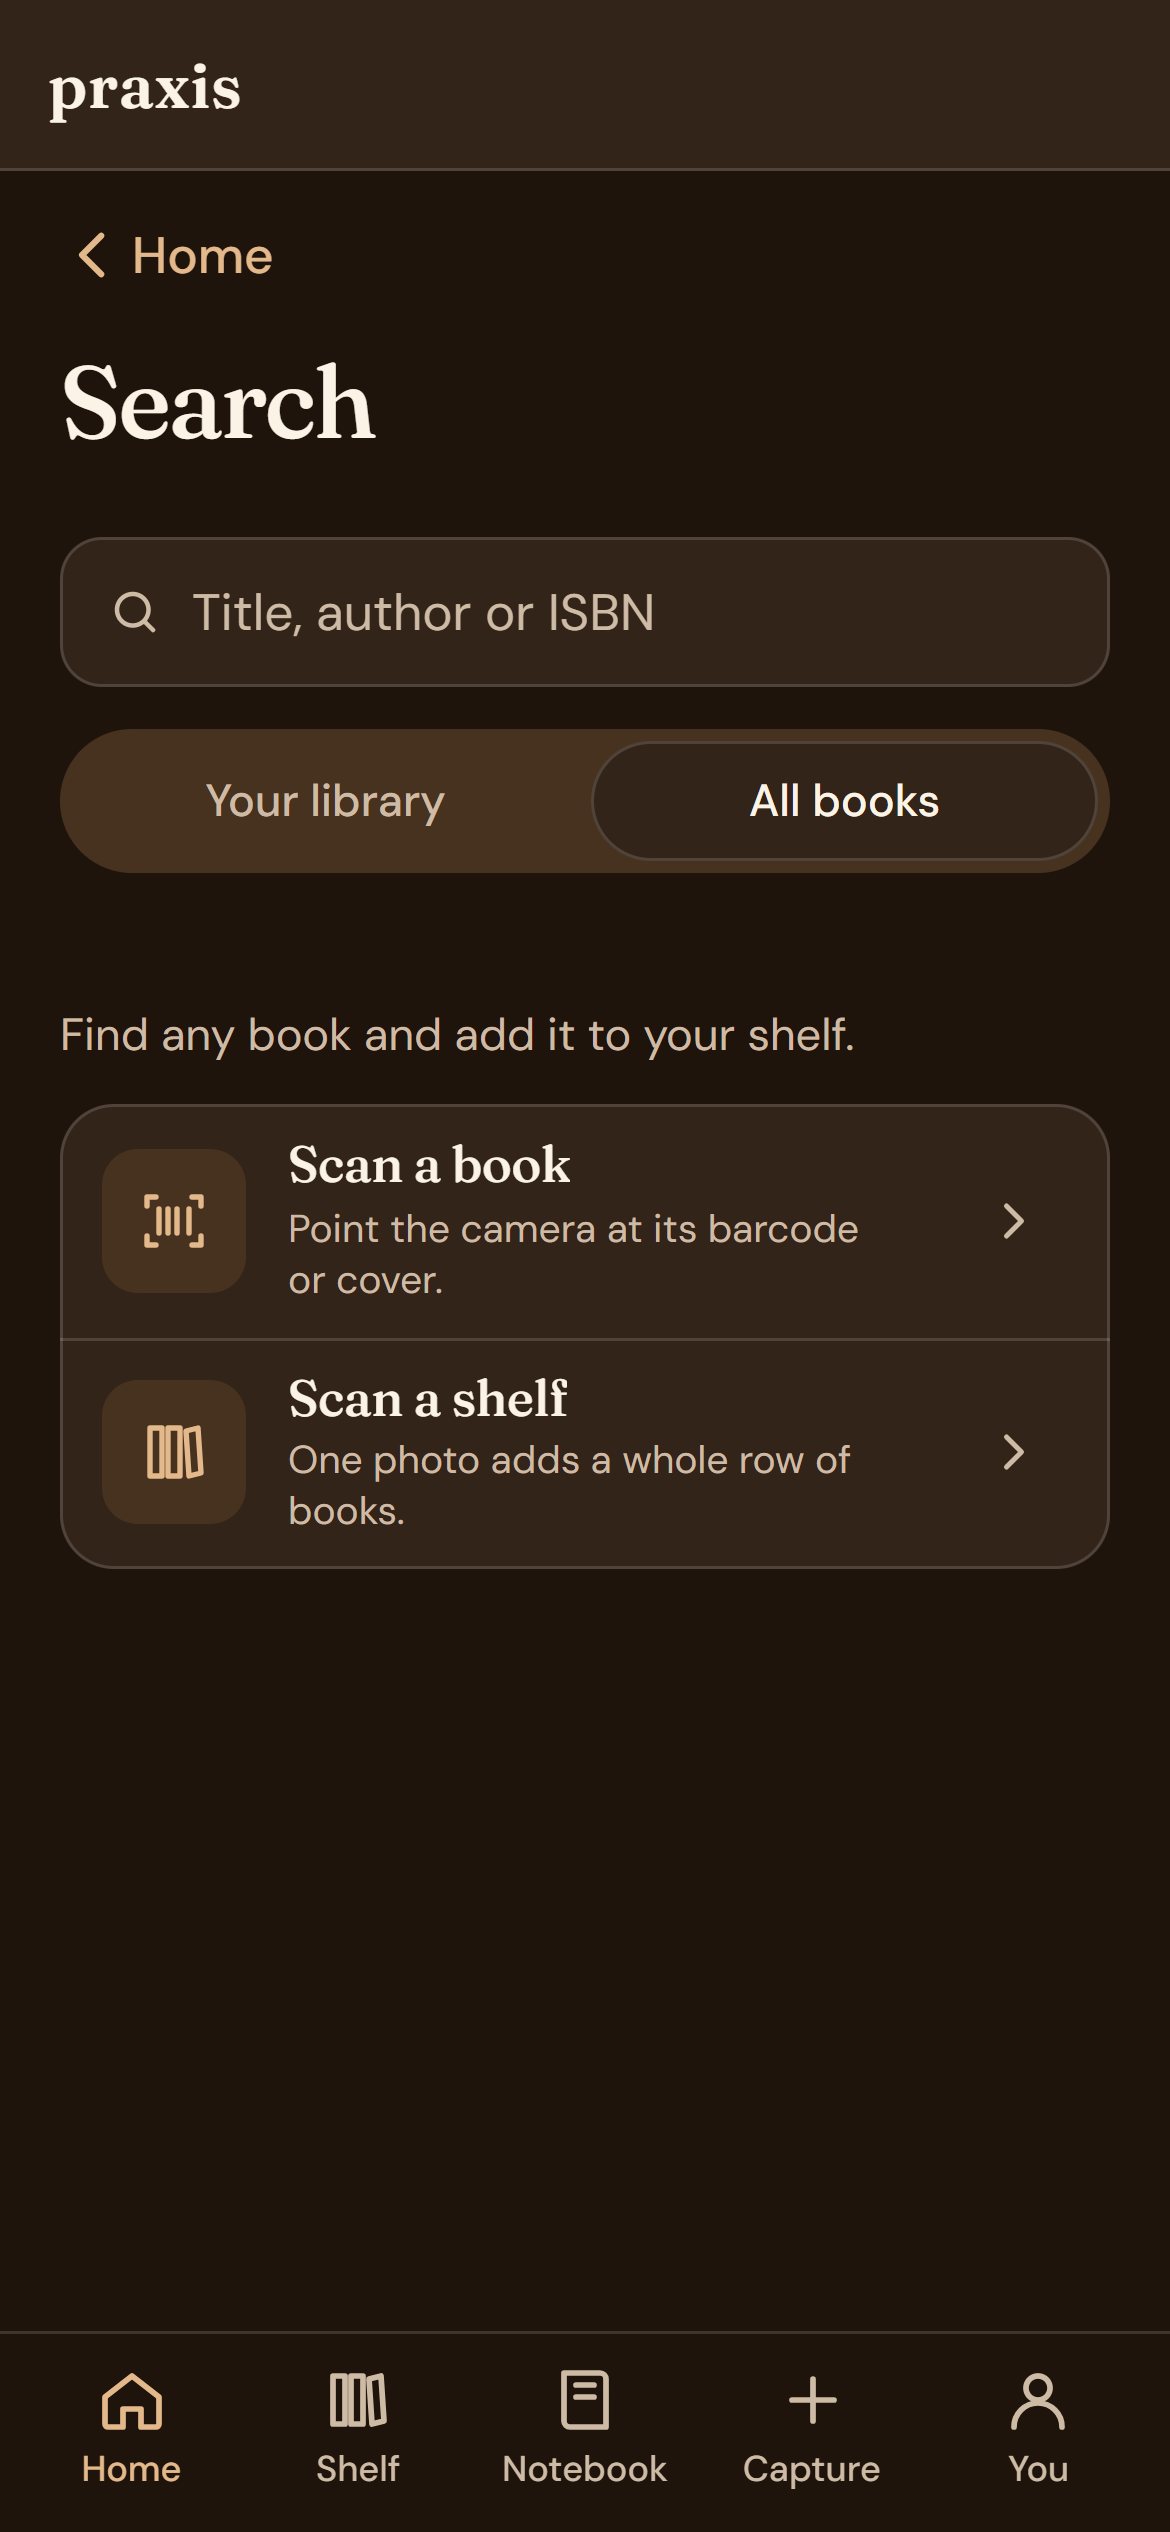 praxis
Home
Search
Title, author or ISBN
Your library
All books
Find any book and add it to your shelf.
Scan a book
Point the camera at its barcode
or cover.
Scan a shelf
One photo adds a whole row of
books.
Home
Shelf
Notebook
Capture
You